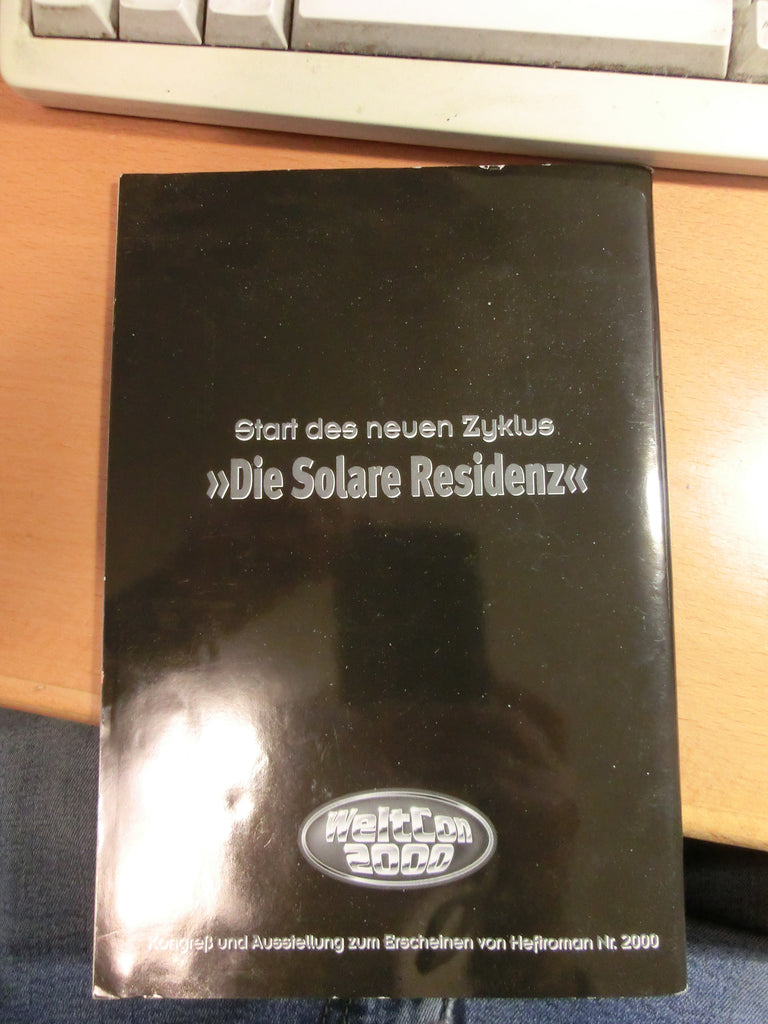 Start des neuen Zyklus
»Die Solare Residenz«
WeltCon
2000
Kongreß und Ausstellung zum Erscheinen von Heftroman Nr. 2000